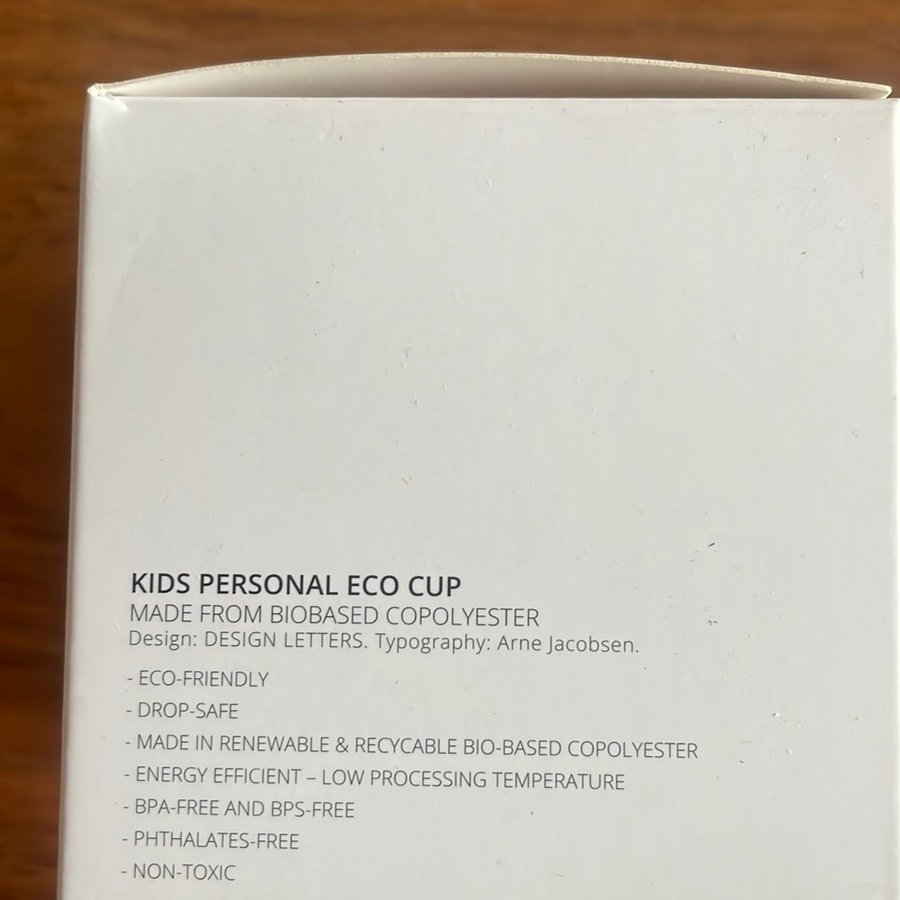 KIDS PERSONAL ECO CUP
MADE FROM BIOBASED COPOLYESTER
Design: DESIGN LETTERS. Typography: Arne Jacobsen.
- ECO-FRIENDLY
- DROP-SAFE
- MADE IN RENEWABLE & RECYCABLE BIO-BASED COPOLYESTER
- ENERGY EFFICIENT – LOW PROCESSING TEMPERATURE
- BPA-FREE AND BPS-FREE
- PHTHALATES-FREE
- NON-TOXIC